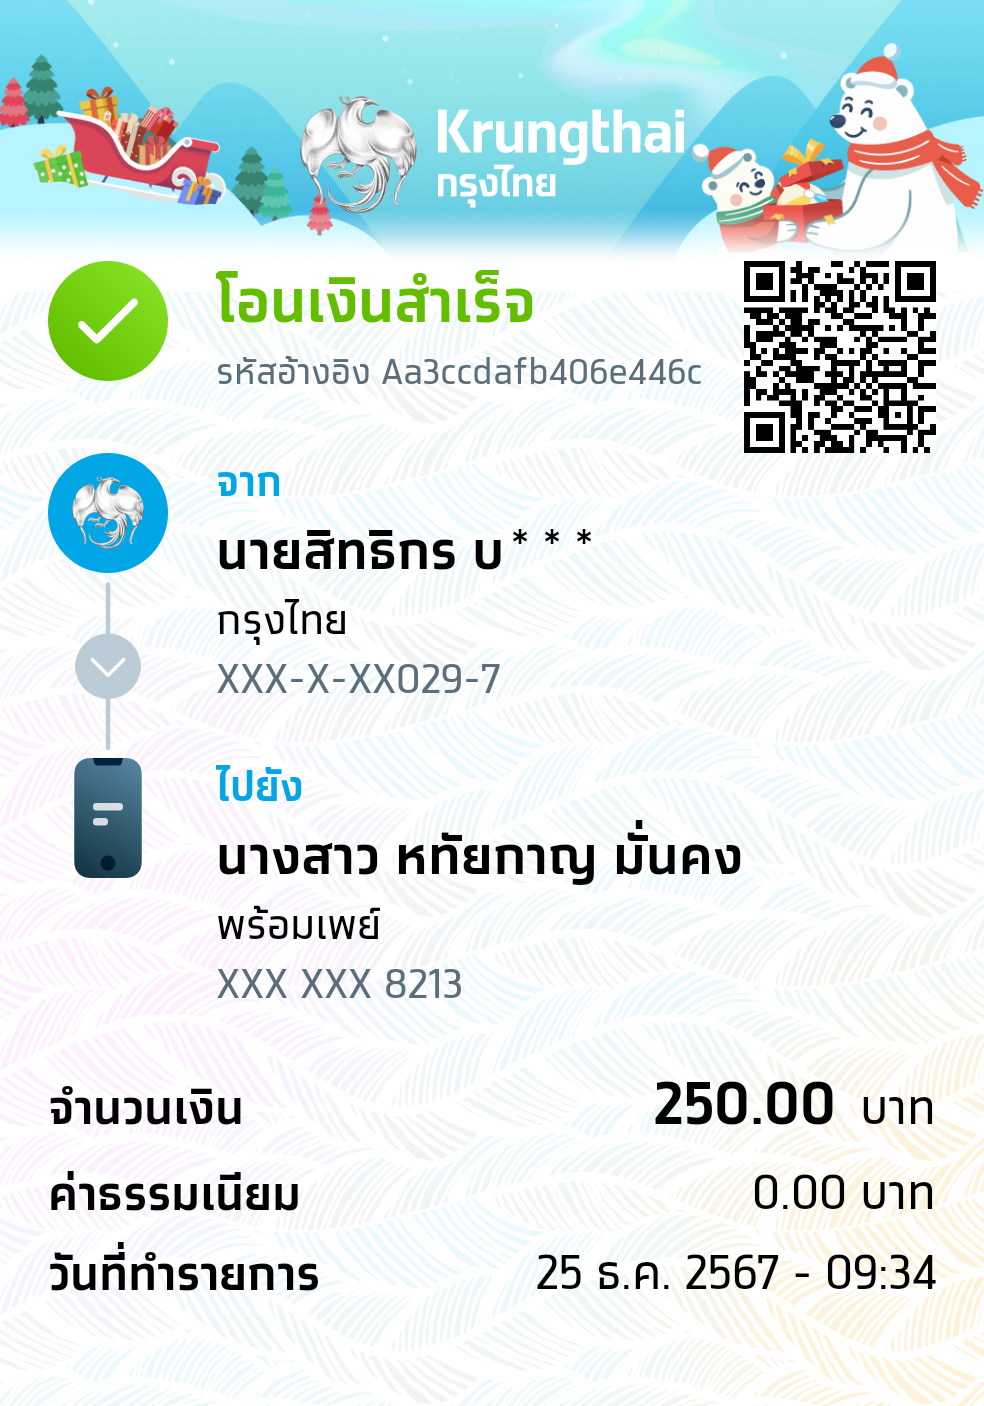 Krungthai
กรุงไทย
โอนเงินสำเร็จ
รหัสอ้างอิง Aa3ccdafb406e446c
จาก
นายสิทธิกร บ***
กรุงไทย
XXX-X-XX029-7
ไปยัง
นางสาว หทัยกาญ มั่นคง
พร้อมเพย์
XXX XXX 8213
จำนวนเงิน 250.00 บาท
ค่าธรรมเนียม 0.00 บาท
วันที่ทำรายการ 25 ธ.ค. 2567 - 09:34